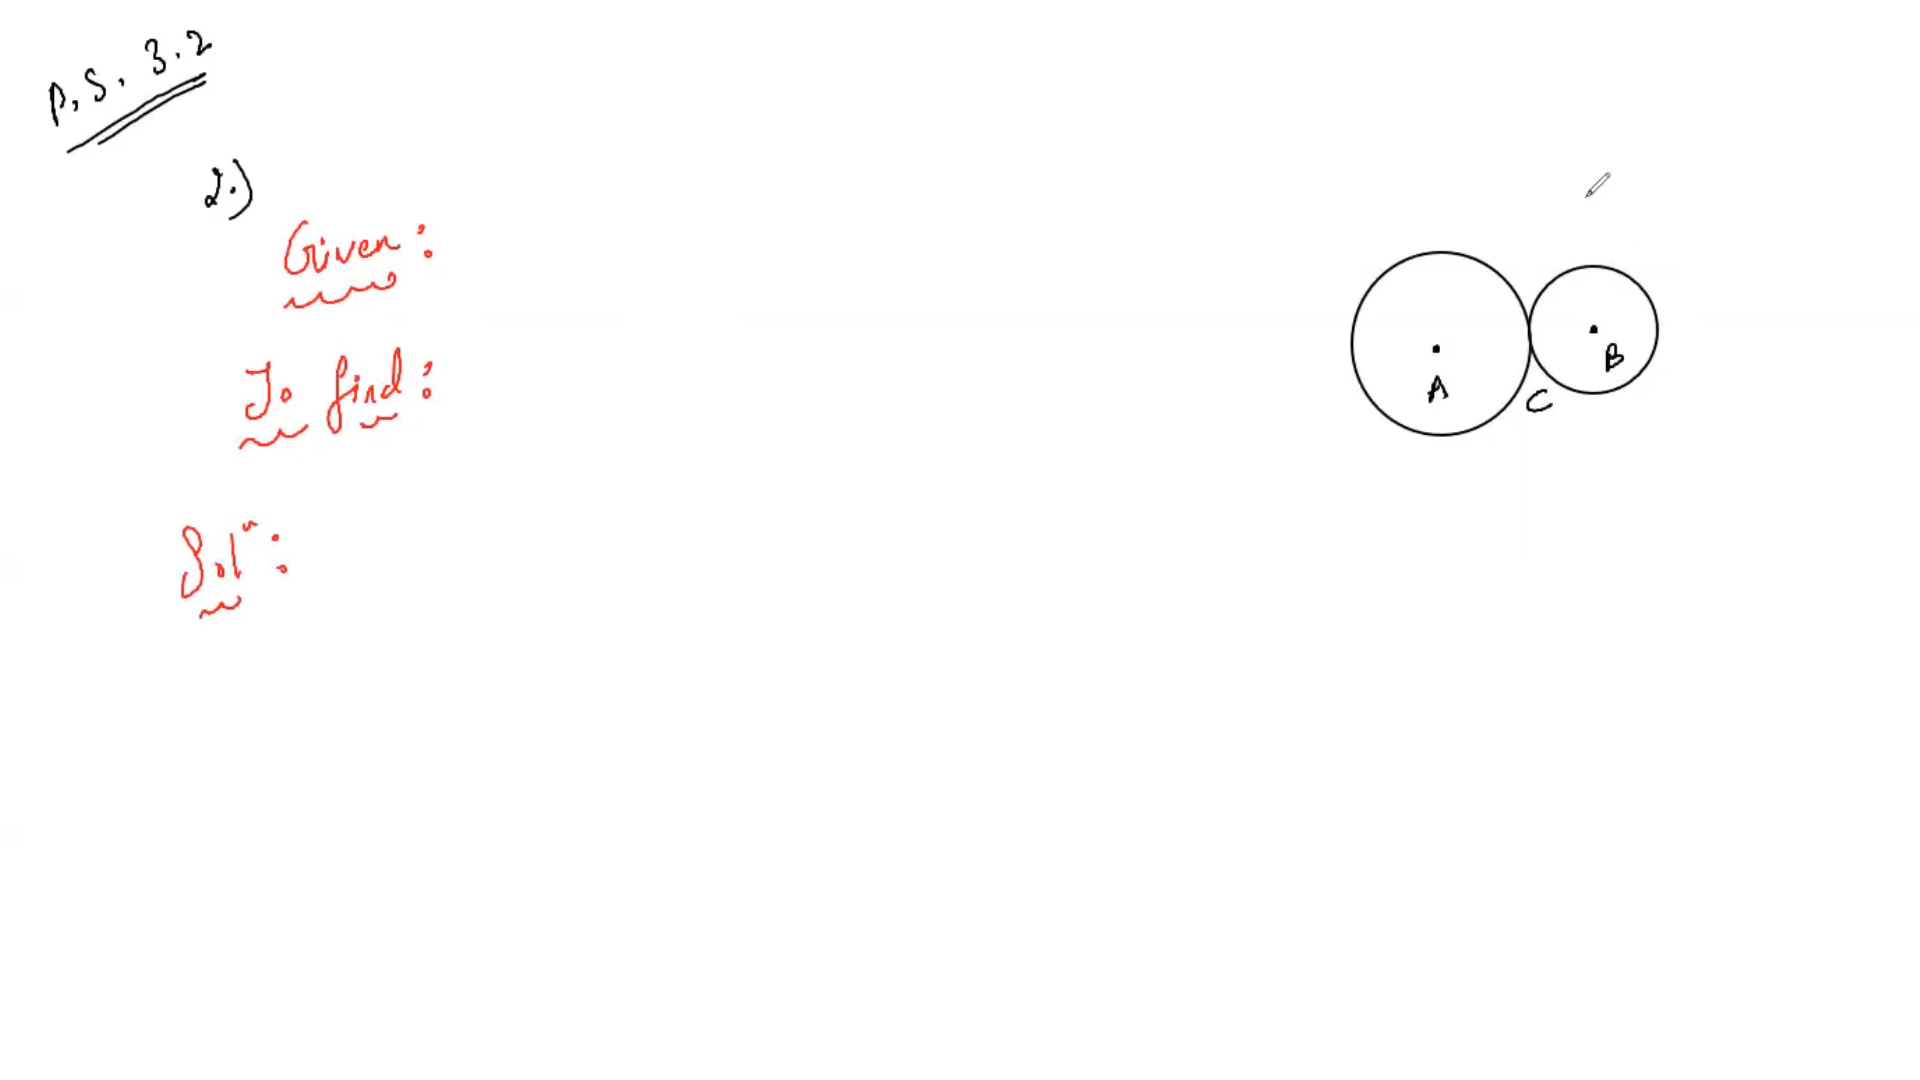 P.S. 3.2
2.)
Given:
To find:
Solⁿ:
A
B
C